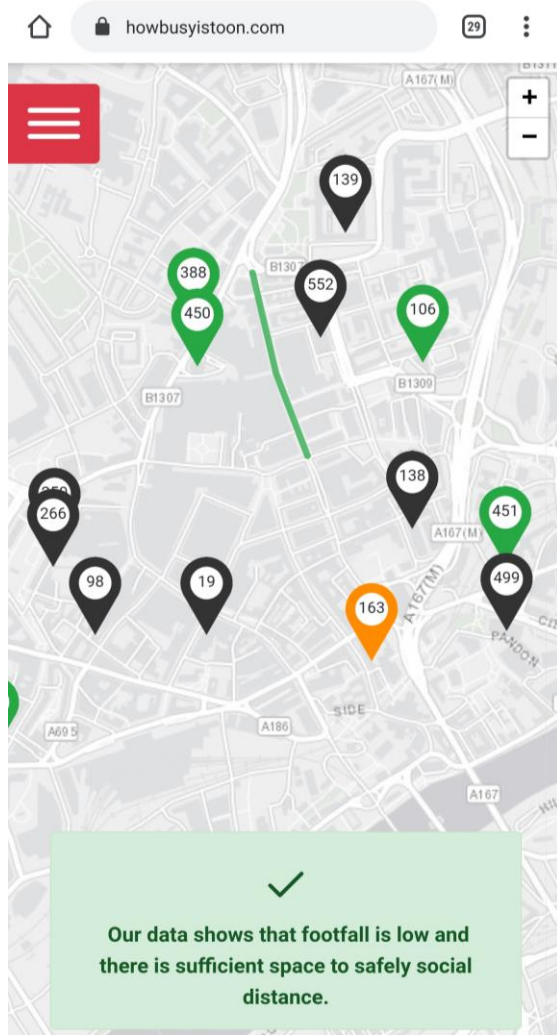 howbusyistoon.com
29
B1311
A167(M)
+
−
139
B1307
388
552
450
106
B1309
B1307
138
266
451
A167(M)
98
19
499
163
A167(M)
PANDON
SIDE
A695
A186
A167
Our data shows that footfall is low and
there is sufficient space to safely social
distance.